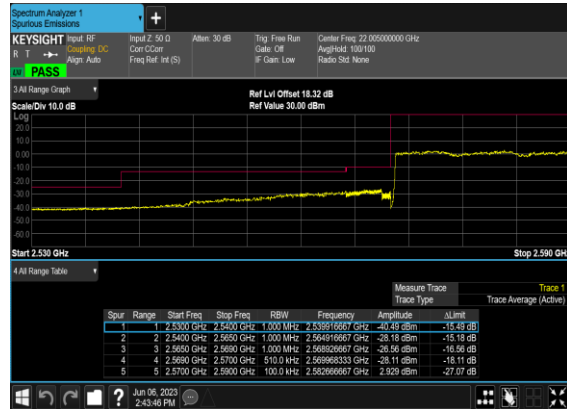 Spectrum Analyzer 1
Spurious Emissions
KEYSIGHT Input: RF Input Z: 50 Ω Atten: 30 dB Trig: Free Run Center Freq: 22.005000000 GHz
R T Coupling: DC Corr CCorr Gate: Off Avg|Hold: 100/100
Align: Auto Freq Ref: Int (S) IF Gain: Low Radio Std: None
PASS
3 All Range Graph
Ref Lvl Offset 18.32 dB
Scale/Div 10.0 dB Ref Value 30.00 dBm
Log
20.0
10.0
0.00
-10.0
-20.0
-30.0
-40.0
-50.0
-60.0
Start 2.530 GHz Stop 2.590 GHz
4 All Range Table
Measure Trace Trace 1
Trace Type Trace Average (Active)
Spur Range Start Freq Stop Freq RBW Frequency Amplitude ΔLimit
1 1 2.5300 GHz 2.5400 GHz 1.000 MHz 2.539916667 GHz -40.49 dBm -15.49 dB
2 2 2.5400 GHz 2.5650 GHz 1.000 MHz 2.564916667 GHz -28.18 dBm -15.18 dB
3 3 2.5650 GHz 2.5690 GHz 1.000 MHz 2.568926667 GHz -26.56 dBm -16.56 dB
4 4 2.5690 GHz 2.5700 GHz 510.0 kHz 2.569968333 GHz -28.11 dBm -18.11 dB
5 5 2.5700 GHz 2.5900 GHz 100.0 kHz 2.582666667 GHz 2.929 dBm -27.07 dB
? Jun 06, 2023
2:43:46 PM